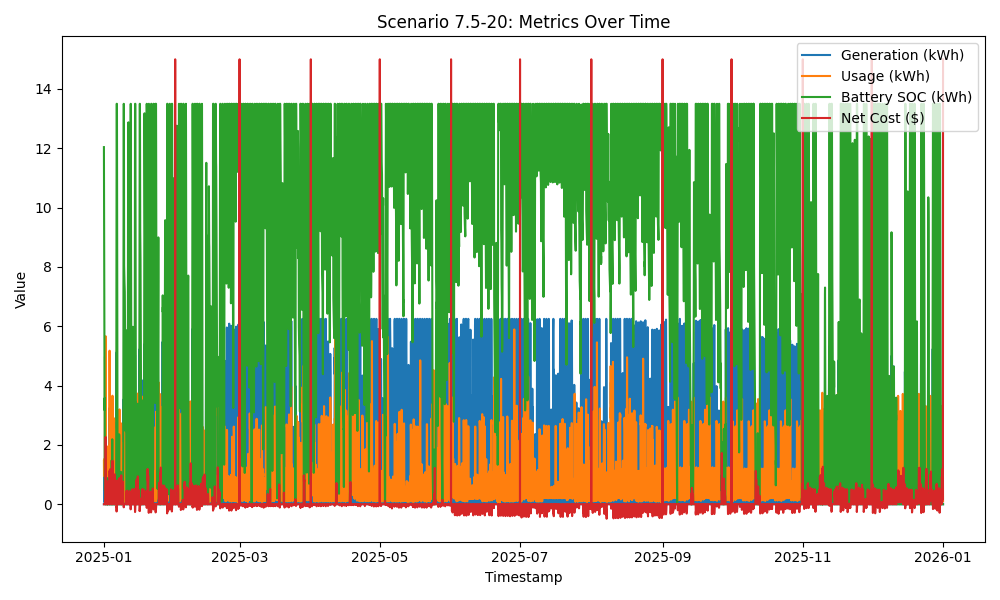 Scenario 7.5-20: Metrics Over Time
Generation (kWh)
Usage (kWh)
Battery SOC (kWh)
Net Cost ($)
Value
14
12
10
8
6
4
2
0
2025-01
2025-03
2025-05
2025-07
2025-09
2025-11
2026-01
Timestamp